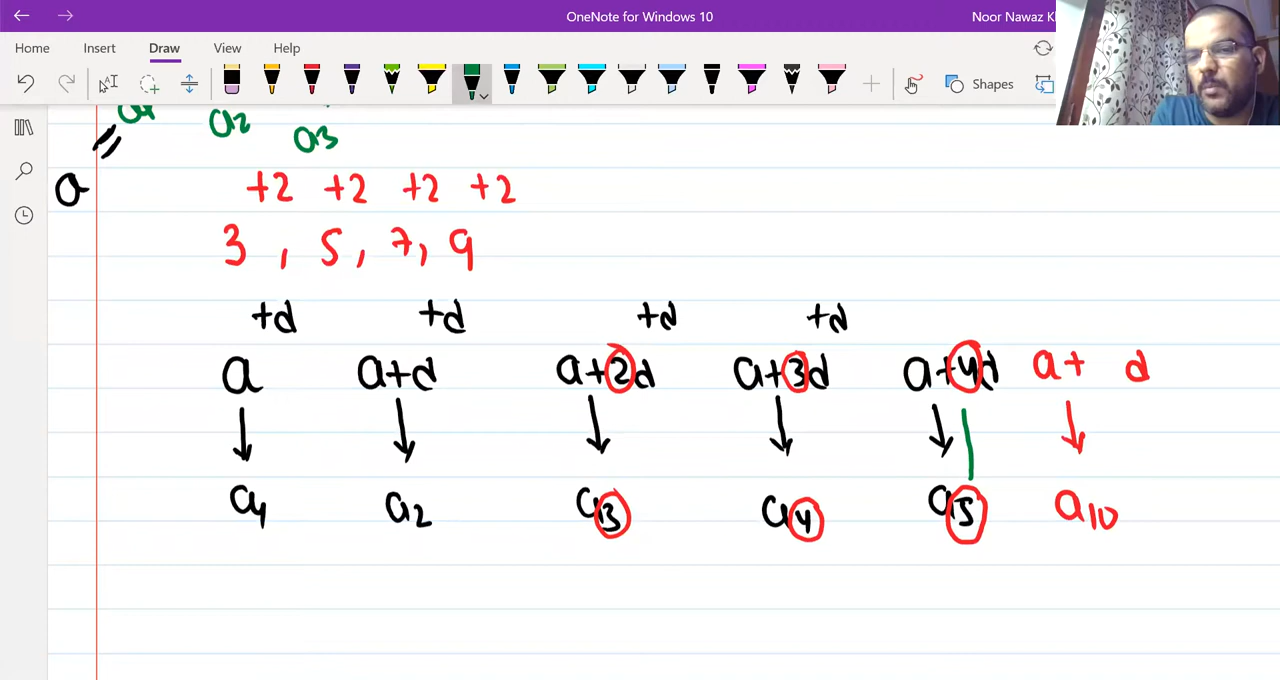 OneNote for Windows 10
Noor Nawaz
Home Insert Draw View Help
Shapes
a2
a3
a +2 +2 +2 +2
3 , 5 , 7 , 9
+d +d +d +d
a a+d a+2d a+3d a+4d a+ d
a1 a2 a3 a4 a5 a10